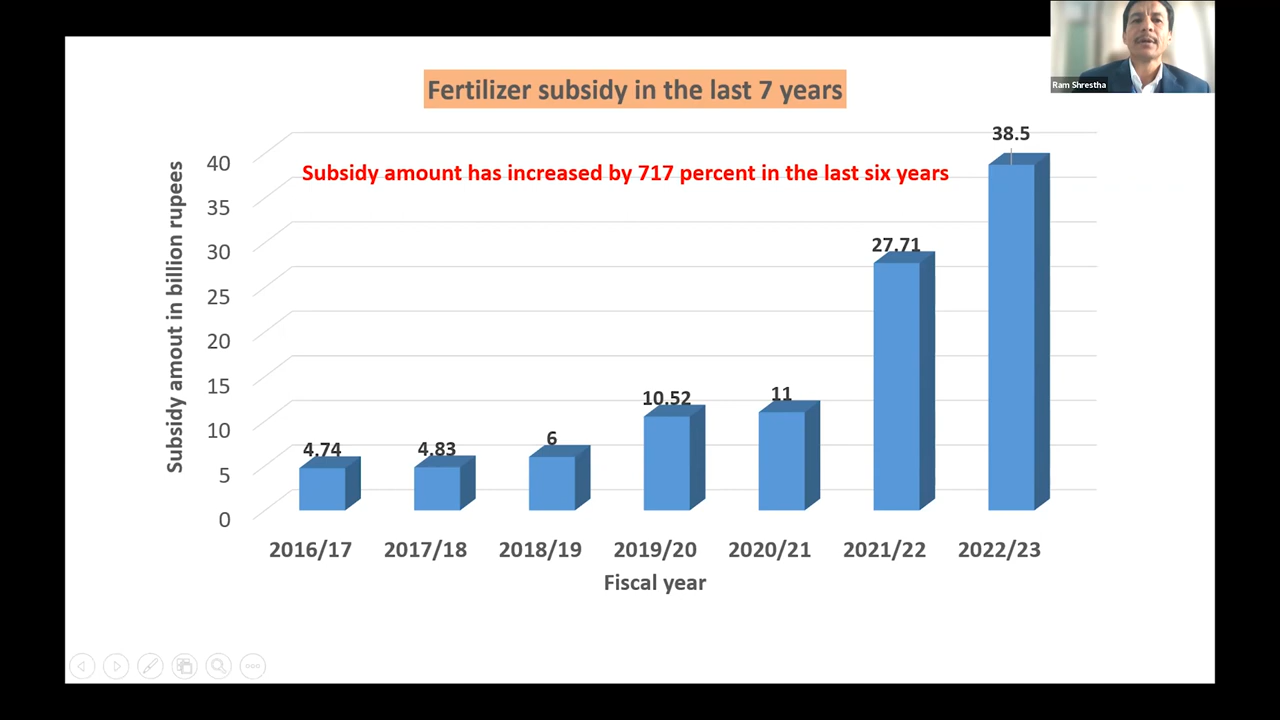 Ram Shrestha
Fertilizer subsidy in the last 7 years
Subsidy amount has increased by 717 percent in the last six years
Subsidy amout in billion rupees
40
35
30
25
20
15
10
5
0
4.74
4.83
6
10.52
11
27.71
38.5
2016/17 2017/18 2018/19 2019/20 2020/21 2021/22 2022/23
Fiscal year